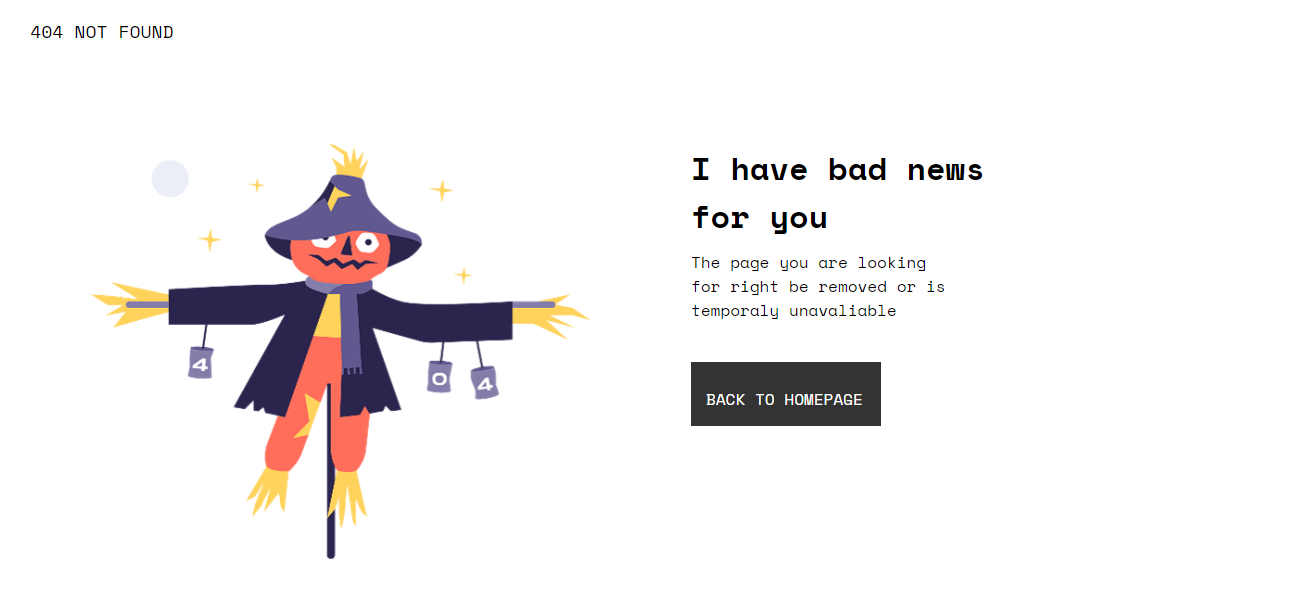 404 NOT FOUND
I have bad news
for you
The page you are looking
for right be removed or is
temporaly unavaliable
BACK TO HOMEPAGE
4
0
4